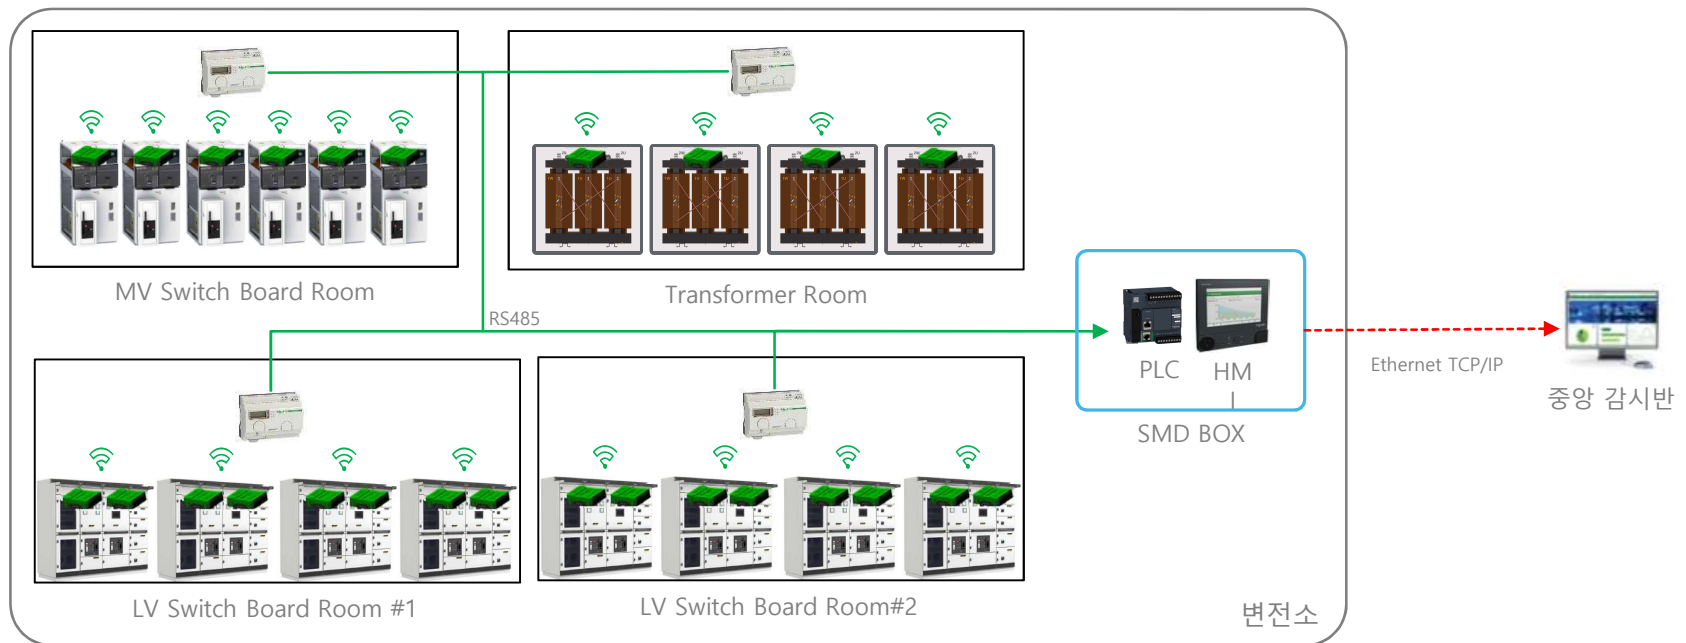 MV Switch Board Room
Transformer Room
RS485
PLC
HM
I
SMD BOX
Ethernet TCP/IP
중앙 감시반
LV Switch Board Room #1
LV Switch Board Room#2
변전소